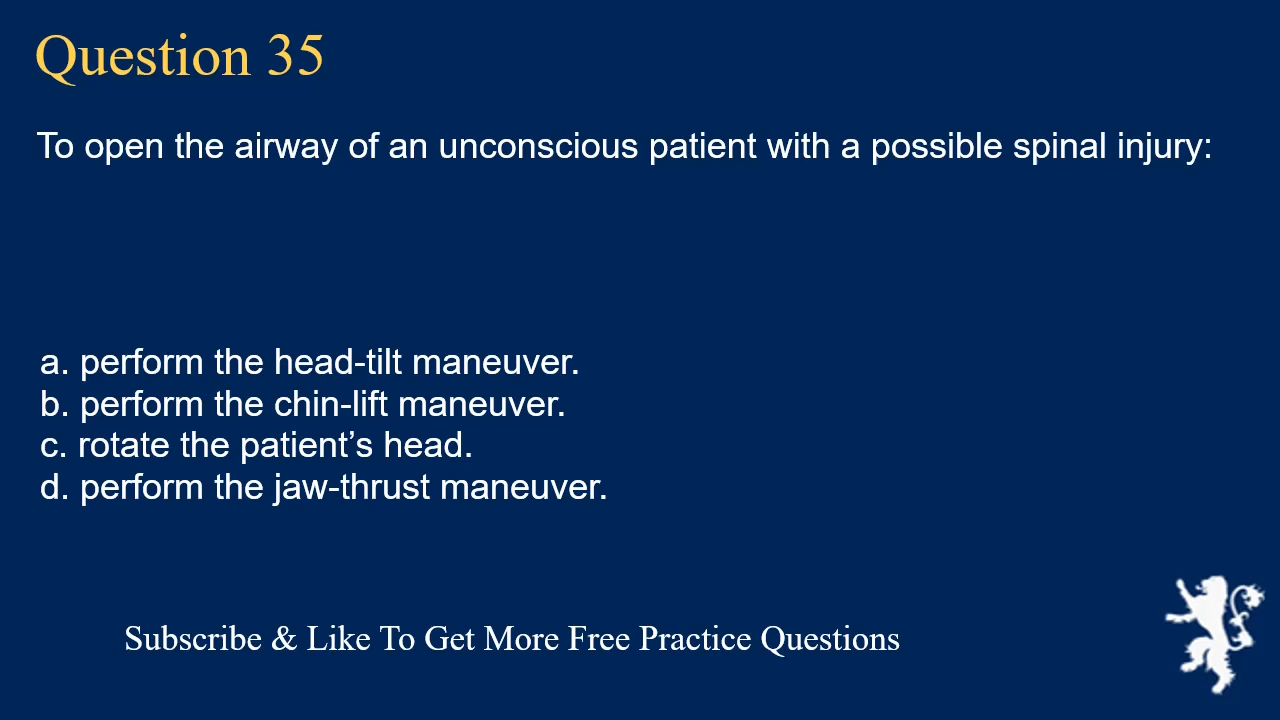 Question 35
To open the airway of an unconscious patient with a possible spinal injury:
a. perform the head-tilt maneuver.
b. perform the chin-lift maneuver.
c. rotate the patient’s head.
d. perform the jaw-thrust maneuver.
Subscribe & Like To Get More Free Practice Questions